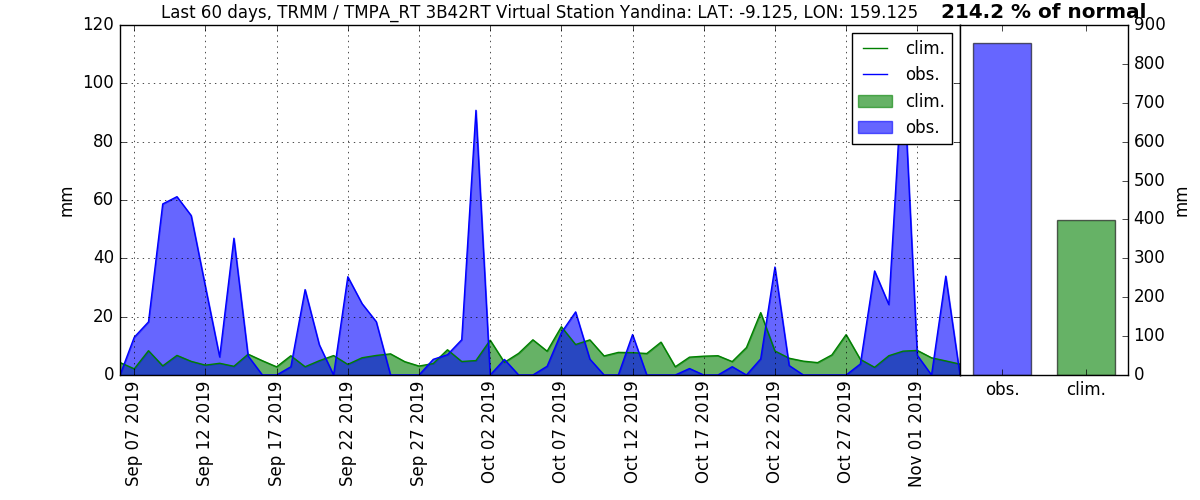 Last 60 days, TRMM / TMPA_RT 3B42RT Virtual Station Yandina: LAT: -9.125, LON: 159.125
214.2 % of normal
120
100
80
60
40
20
0
mm
clim.
obs.
clim.
obs.
900
800
700
600
500
400
300
200
100
0
mm
Sep 07 2019
Sep 12 2019
Sep 17 2019
Sep 22 2019
Sep 27 2019
Oct 02 2019
Oct 07 2019
Oct 12 2019
Oct 17 2019
Oct 22 2019
Oct 27 2019
Nov 01 2019
obs.
clim.